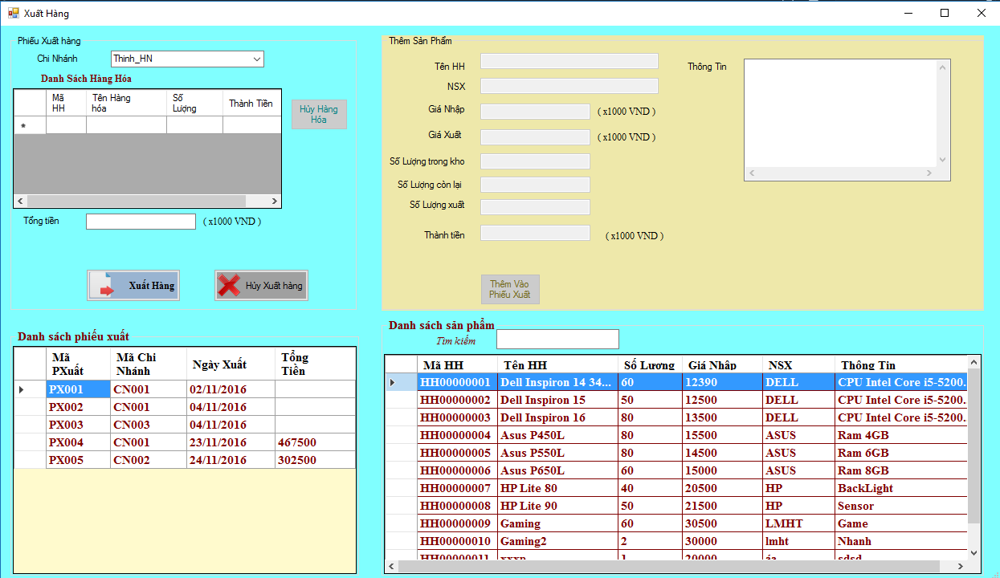 Xuất Hàng
Phiếu Xuất hàng
Chi Nhánh Thinh_HN
Danh Sách Hàng Hóa
Mã HH Tên Hàng hóa Số Lượng Thành Tiền
*
Hủy Hàng Hóa
Tổng tiền ( x1000 VND )
Xuất Hàng Hủy Xuất hàng
Thêm Sản Phẩm
Tên HH
NSX
Giá Nhập ( x1000 VND )
Giá Xuất ( x1000 VND )
Số Lượng trong kho
Số Lượng còn lại
Số Lượng xuất
Thành tiền ( x1000 VND )
Thông Tin
Thêm Vào
Phiếu Xuất
Danh sách phiếu xuất
Mã PXuất Mã Chi Nhánh Ngày Xuất Tổng Tiền
PX001 CN001 02/11/2016
PX002 CN001 04/11/2016
PX003 CN003 04/11/2016
PX004 CN001 23/11/2016 467500
PX005 CN002 24/11/2016 302500
Danh sách sản phẩm
Tìm kiếm
Mã HH Tên HH Số Lượng Giá Nhập NSX Thông Tin
HH00000001 Dell Inspiron 14 34... 60 12390 DELL CPU Intel Core i5-5200.
HH00000002 Dell Inspiron 15 50 12500 DELL CPU Intel Core i5-5200.
HH00000003 Dell Inspiron 16 80 13500 DELL CPU Intel Core i5-5200.
HH00000004 Asus P450L 80 15500 ASUS Ram 4GB
HH00000005 Asus P550L 80 14500 ASUS Ram 6GB
HH00000006 Asus P650L 60 15000 ASUS Ram 8GB
HH00000007 HP Lite 80 40 20500 HP BackLight
HH00000008 HP Lite 90 50 21500 HP Sensor
HH00000009 Gaming 60 30500 LMHT Game
HH00000010 Gaming2 2 30000 lmht Nhanh
HH00000011 1 20000 sdsd